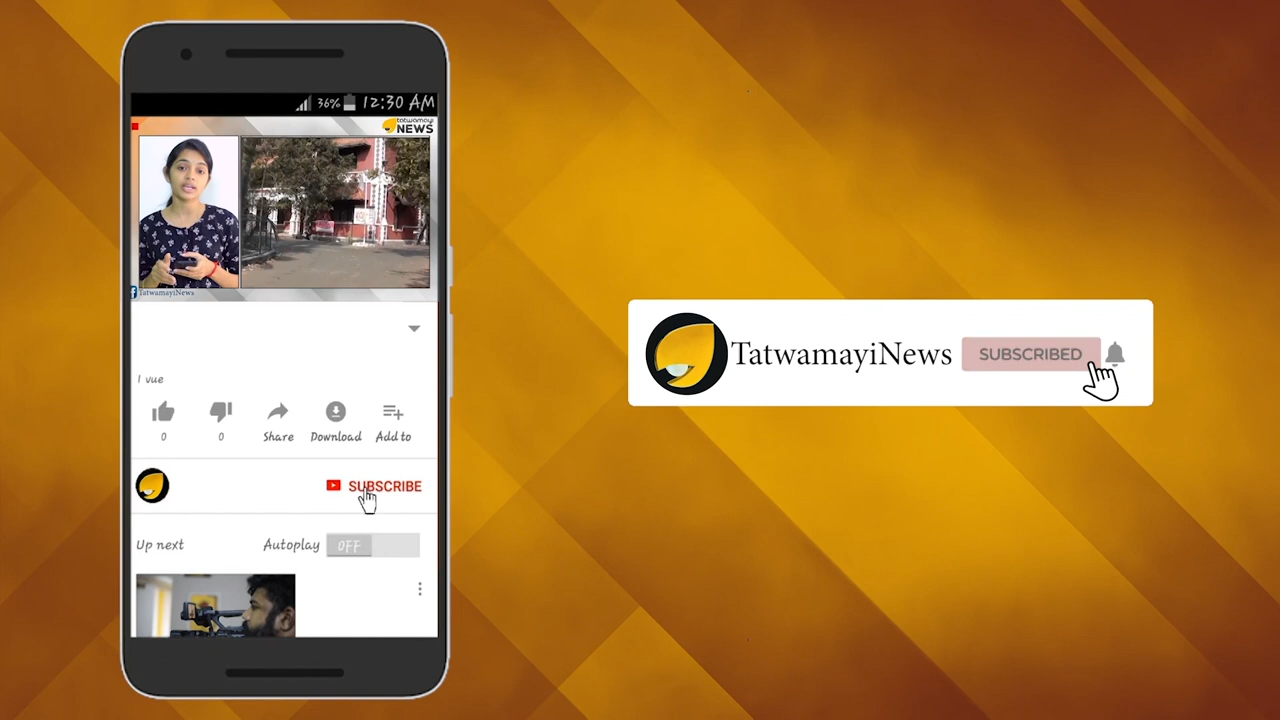 36% 12:30 AM
tatwamayi
NEWS
TatwamayiNews
1 vue
0 0 Share Download Add to
SUBSCRIBE
Up next Autoplay OFF
TatwamayiNews SUBSCRIBED